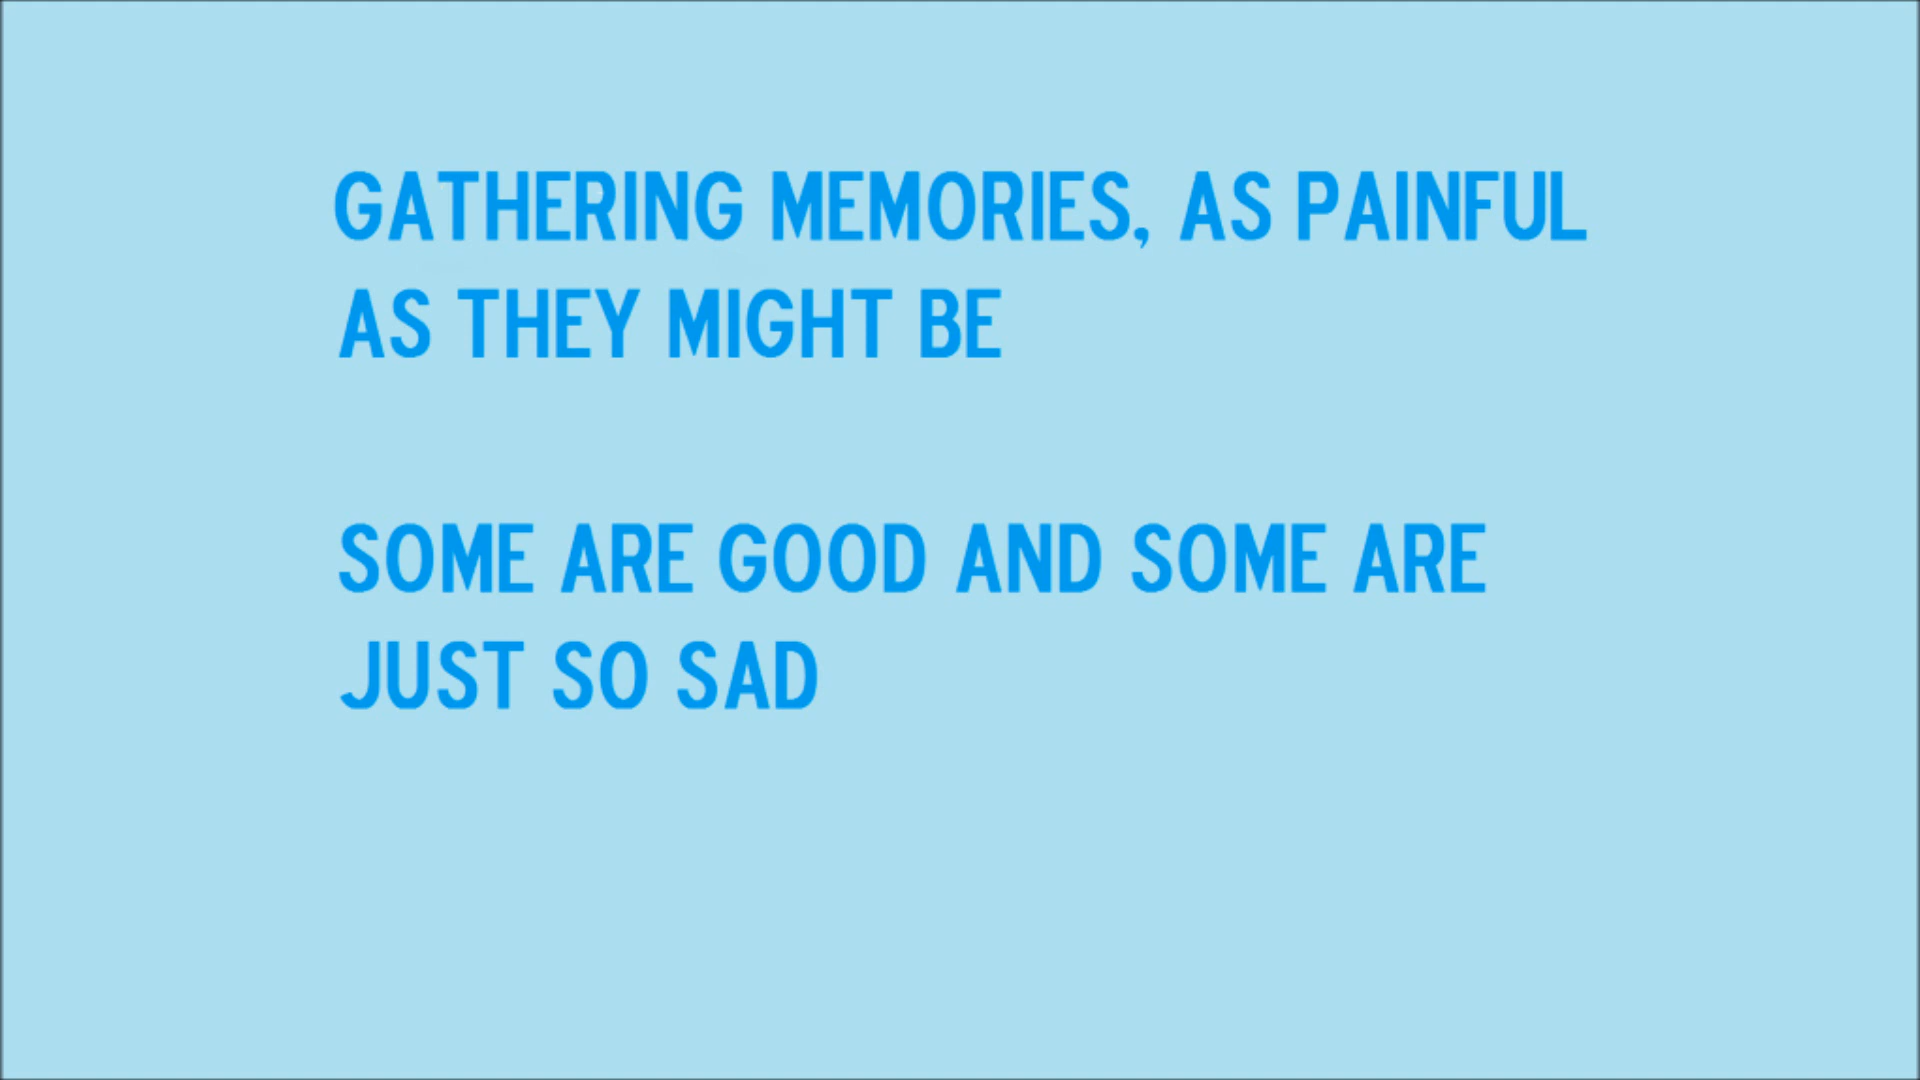 GATHERING MEMORIES, AS PAINFUL
AS THEY MIGHT BE
SOME ARE GOOD AND SOME ARE
JUST SO SAD